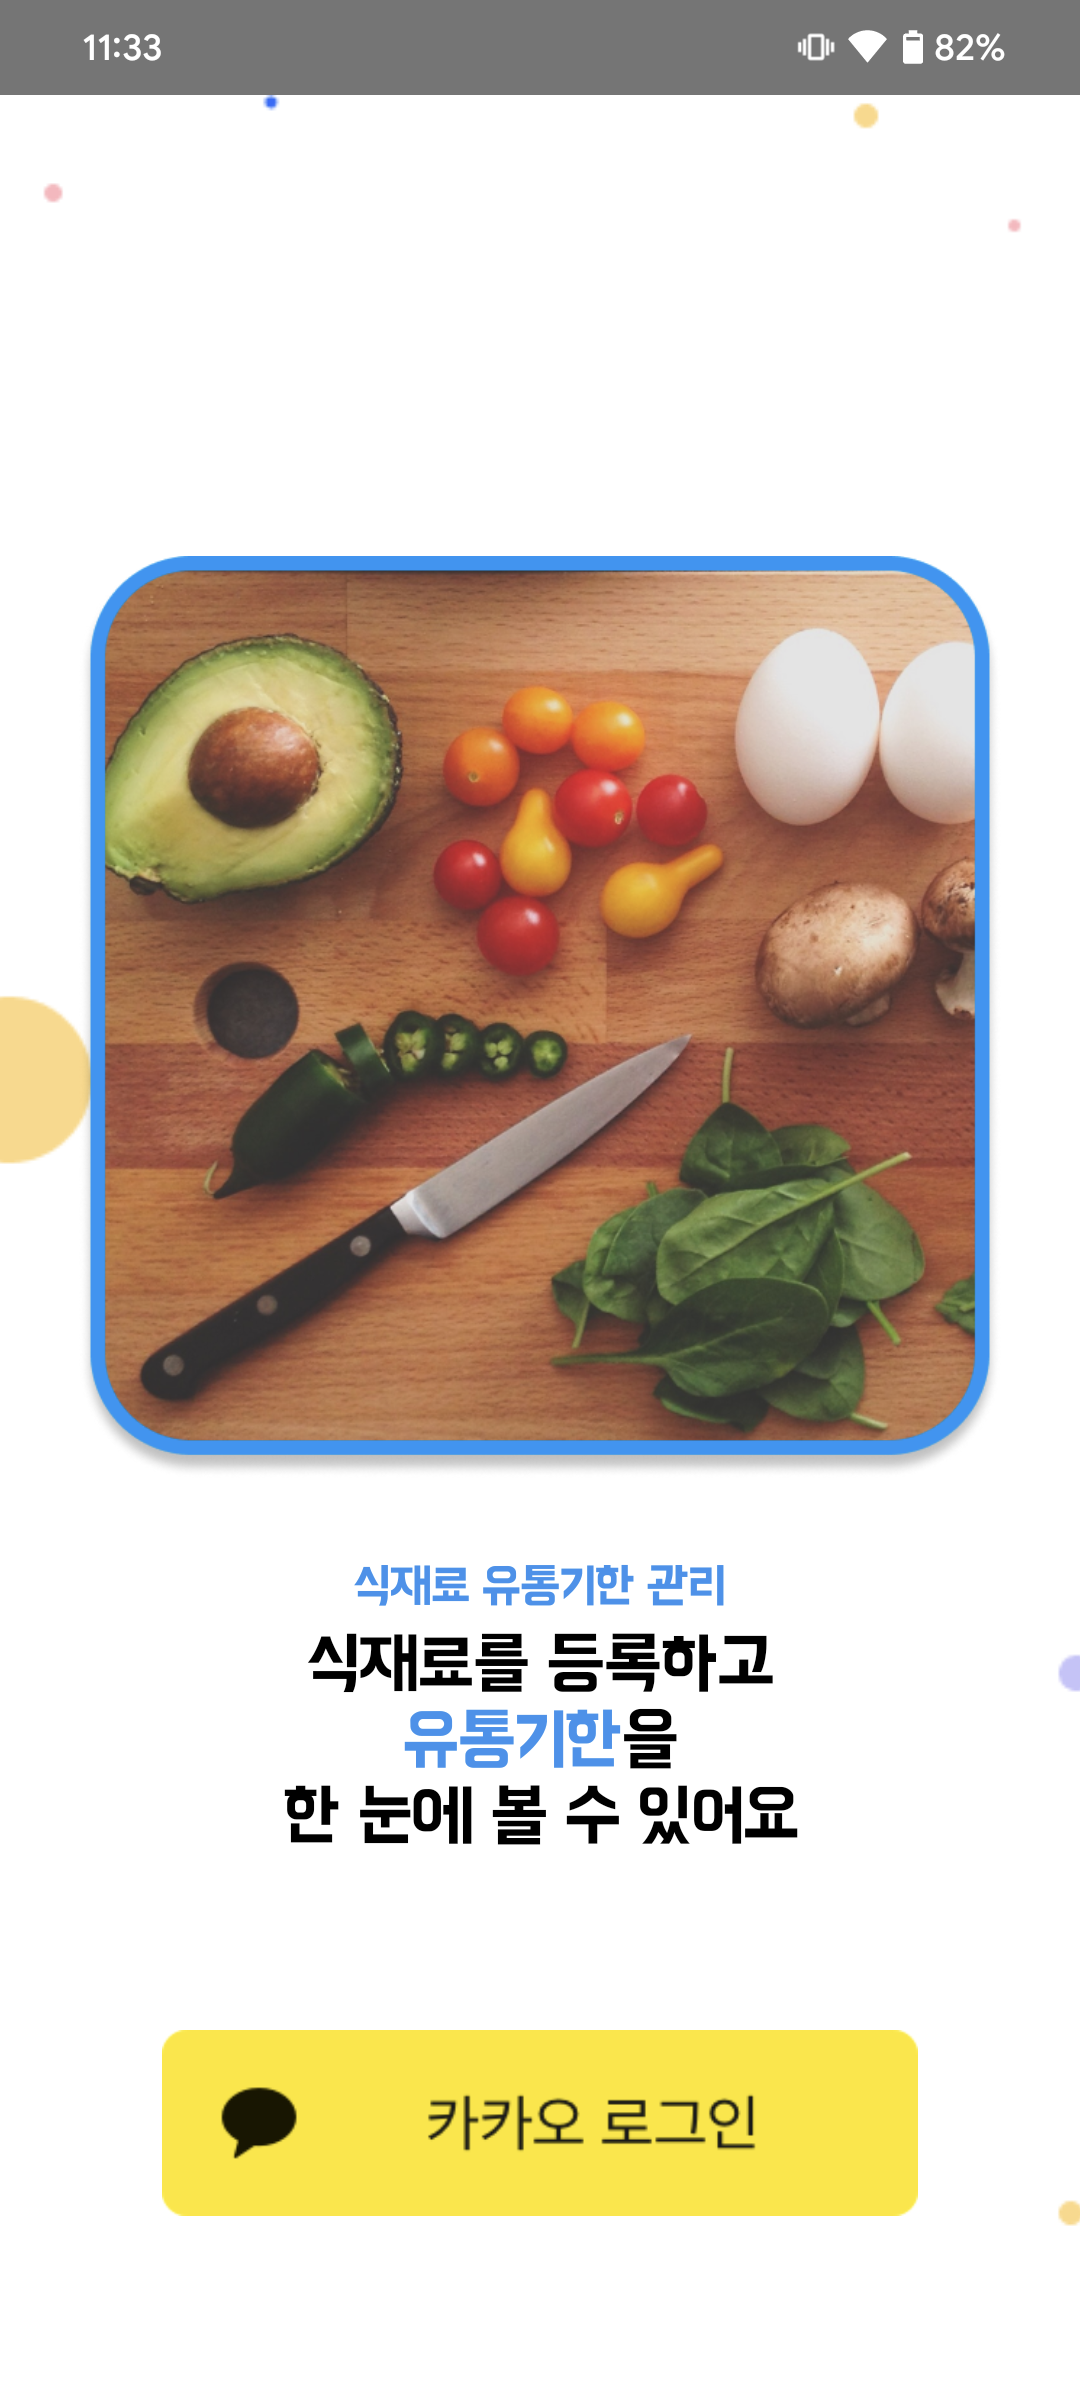 11:33
82%
식재료 유통기한 관리
식재료를 등록하고
유통기한을
한 눈에 볼 수 있어요
카카오 로그인